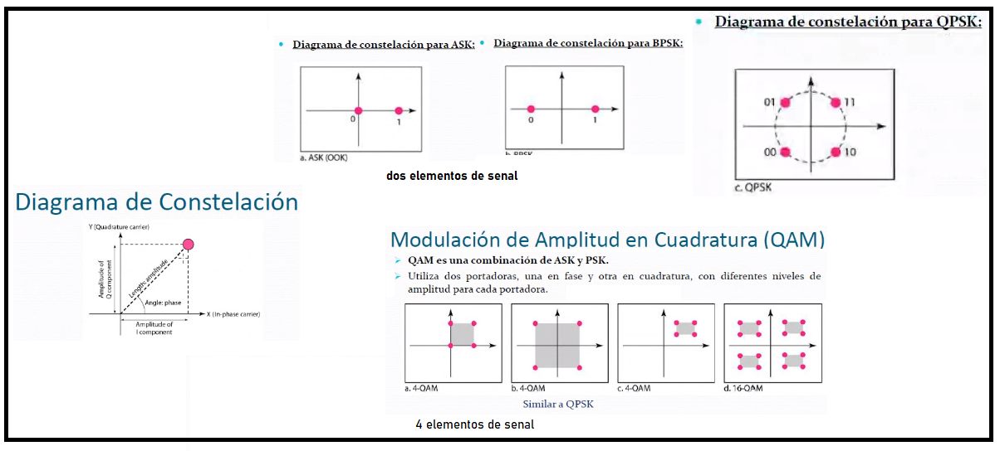 Diagrama de constelación para QPSK:
Diagrama de constelación para ASK:
Diagrama de constelación para BPSK:
0
1
a. ASK (OOK)
0
1
b. BPSK
01
11
00
10
c. QPSK
dos elementos de senal
Diagrama de Constelación
Y (Quadrature carrier)
Amplitude of
Q component
Length: amplitude
Angle: phase
X (In-phase carrier)
Amplitude of
I component
Modulación de Amplitud en Cuadratura (QAM)
QAM es una combinación de ASK y PSK.
Utiliza dos portadoras, una en fase y otra en cuadratura, con diferentes niveles de
amplitud para cada portadora.
a. 4-QAM
b. 4-QAM
c. 4-QAM
d. 16-QAM
Similar a QPSK
4 elementos de senal